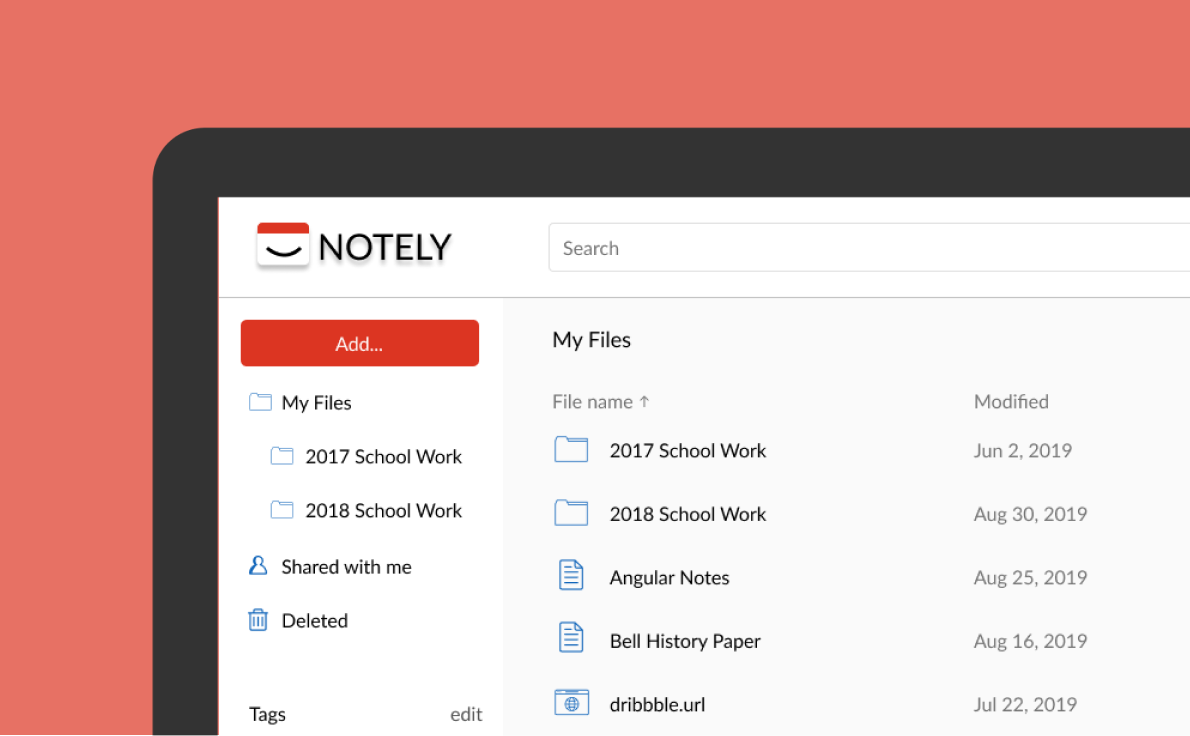 NOTELY
Search
Add...
My Files
2017 School Work
2018 School Work
Shared with me
Deleted
Tags edit
My Files
File name ↑ Modified
2017 School Work Jun 2, 2019
2018 School Work Aug 30, 2019
Angular Notes Aug 25, 2019
Bell History Paper Aug 16, 2019
dribbble.url Jul 22, 2019